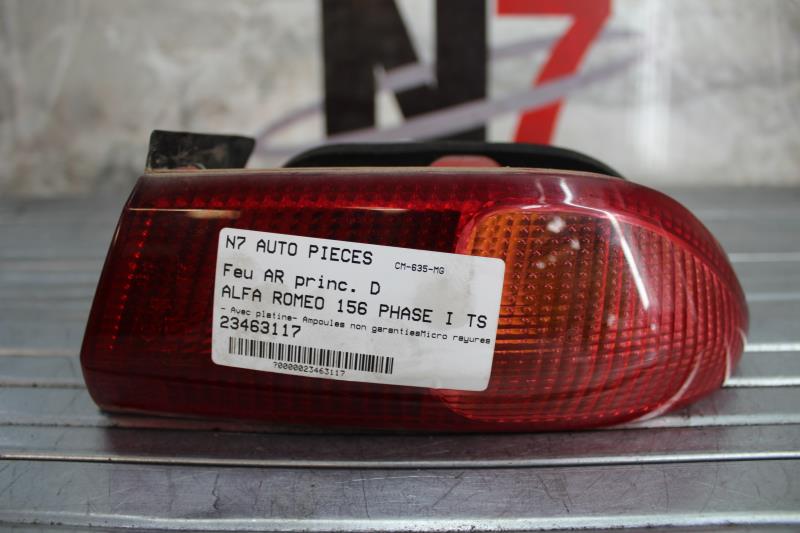 N7
N7 AUTO PIECES CM-635-MG
Feu AR princ. D
ALFA ROMEO 156 PHASE I TS
- Avec platine- Ampoules non garantiesMicro rayures
23463117
70000023463117